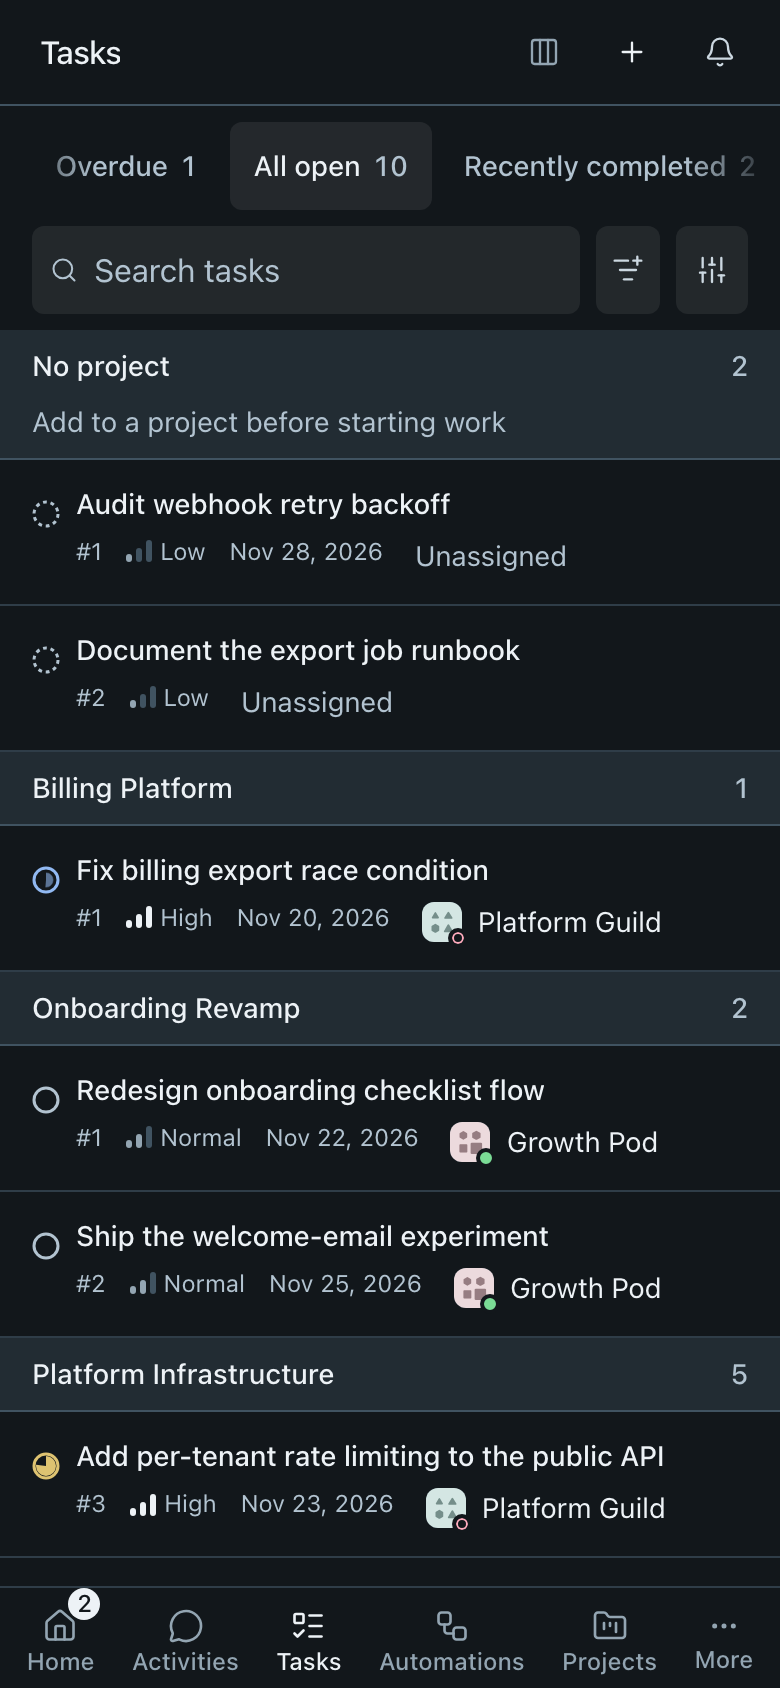 Tasks
Overdue 1 All open 10 Recently completed 2
Search tasks
No project 2
Add to a project before starting work
Audit webhook retry backoff
#1 Low Nov 28, 2026 Unassigned
Document the export job runbook
#2 Low Unassigned
Billing Platform 1
Fix billing export race condition
#1 High Nov 20, 2026 Platform Guild
Onboarding Revamp 2
Redesign onboarding checklist flow
#1 Normal Nov 22, 2026 Growth Pod
Ship the welcome-email experiment
#2 Normal Nov 25, 2026 Growth Pod
Platform Infrastructure 5
Add per-tenant rate limiting to the public API
#3 High Nov 23, 2026 Platform Guild
2
Home Activities Tasks Automations Projects More